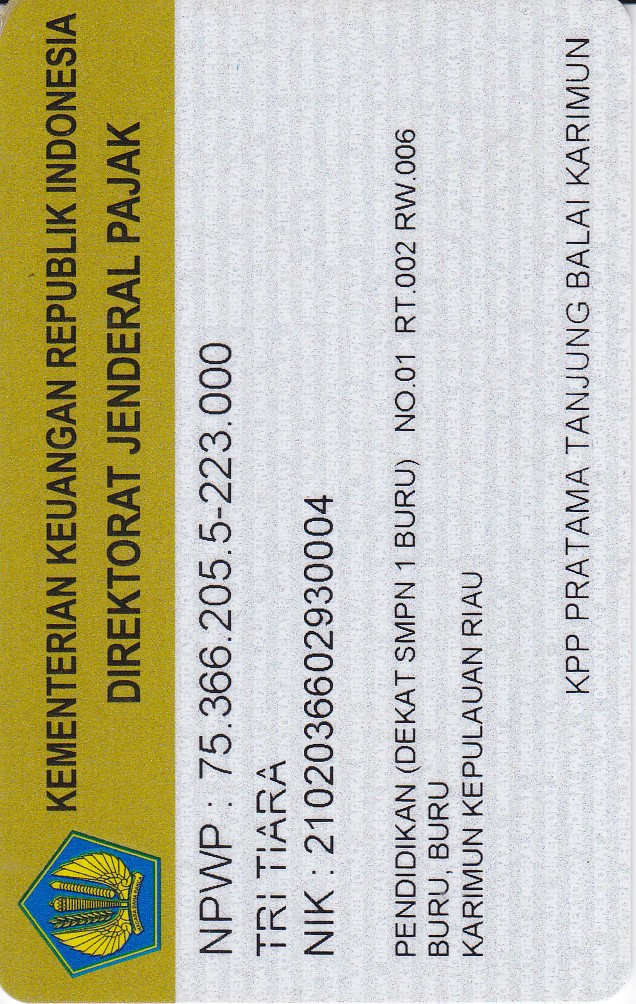 KEMENTERIAN KEUANGAN REPUBLIK INDONESIA
DIREKTORAT JENDERAL PAJAK
NPWP : 75.366.205.5-223.000
TRI TIARA
NIK : 2102036602930004
PENDIDIKAN (DEKAT SMPN 1 BURU) NO.01 RT.002 RW.006
BURU, BURU
KARIMUN KEPULAUAN RIAU
KPP PRATAMA TANJUNG BALAI KARIMUN